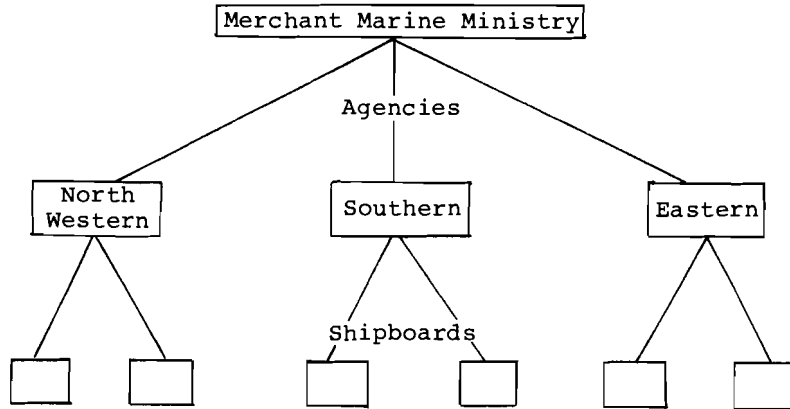 Merchant Marine Ministry
Agencies
North
Western
Southern
Eastern
Shipboards